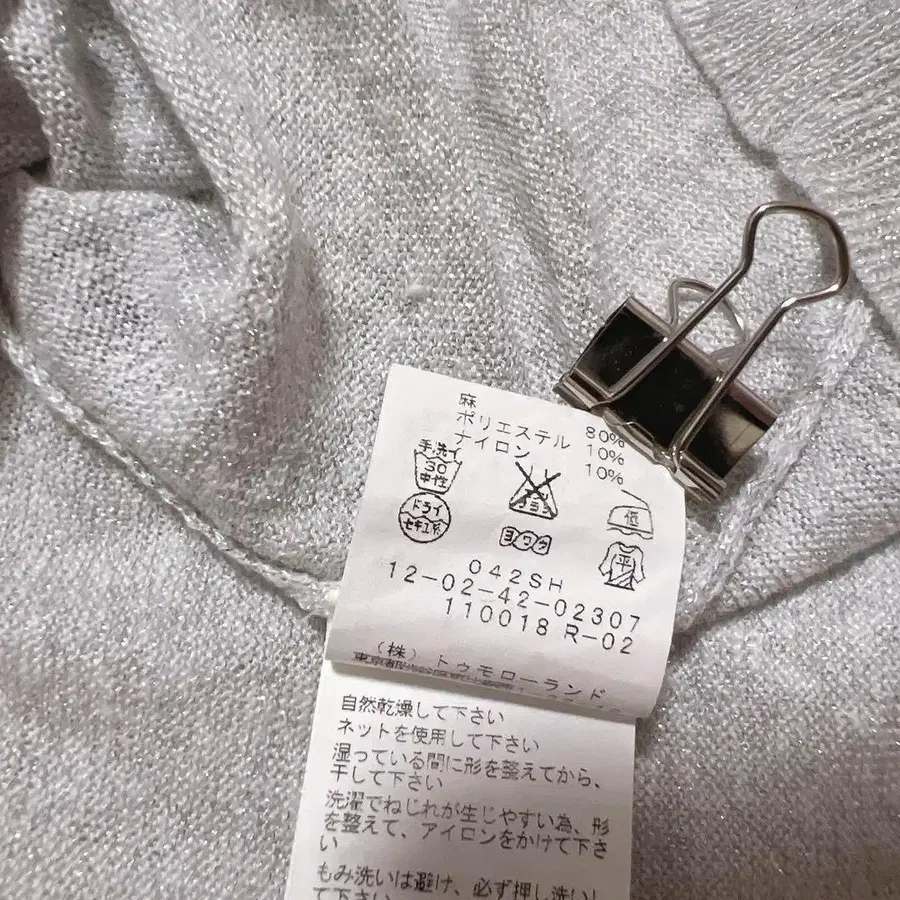 麻 80%
ポリエステル 10%
ナイロン 10%
手洗イ
30
中性
低
ドライ
セキユ系
ヨワク
平
042SH
12-02-42-02307
110018 R-02
(株)トゥモローランド
自然乾燥して下さい
ネットを使用して下さい
湿っている間に形を整えてから、
干して下さい
洗濯でねじれが生じやすい為、形
を整えて、アイロンをかけて下さ
い
もみ洗いは避け、必ず押し洗いし
て下さい